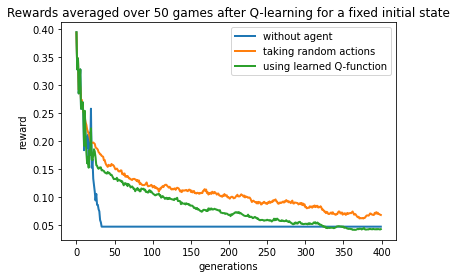 Rewards averaged over 50 games after Q-learning for a fixed initial state
without agent
taking random actions
using learned Q-function
reward
0.40
0.35
0.30
0.25
0.20
0.15
0.10
0.05
0 50 100 150 200 250 300 350 400
generations